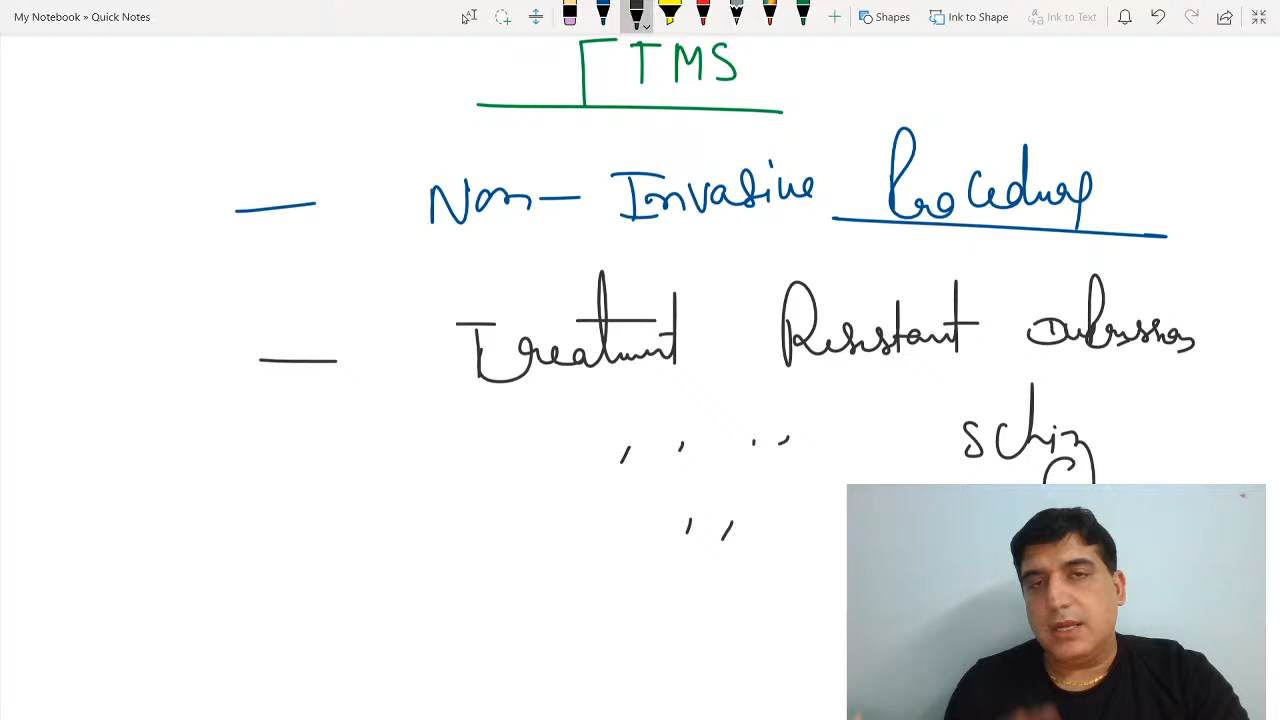 My Notebook » Quick Notes
Shapes
Ink to Shape
Ink to Text
TMS
— Non- Invasive Procedure
— Treatment Resistant Depression
,, ,, Schiz
,,